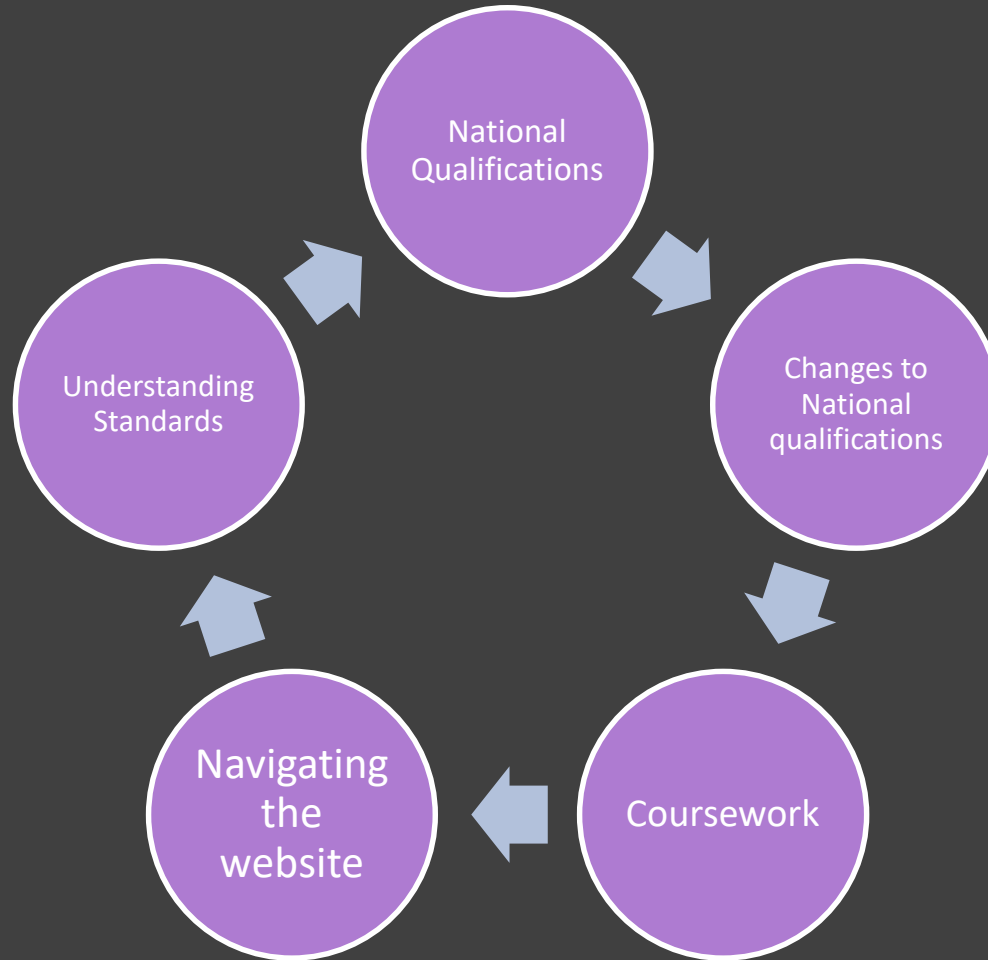 National
Qualifications
Changes to
National
qualifications
Coursework
Navigating
the
website
Understanding
Standards